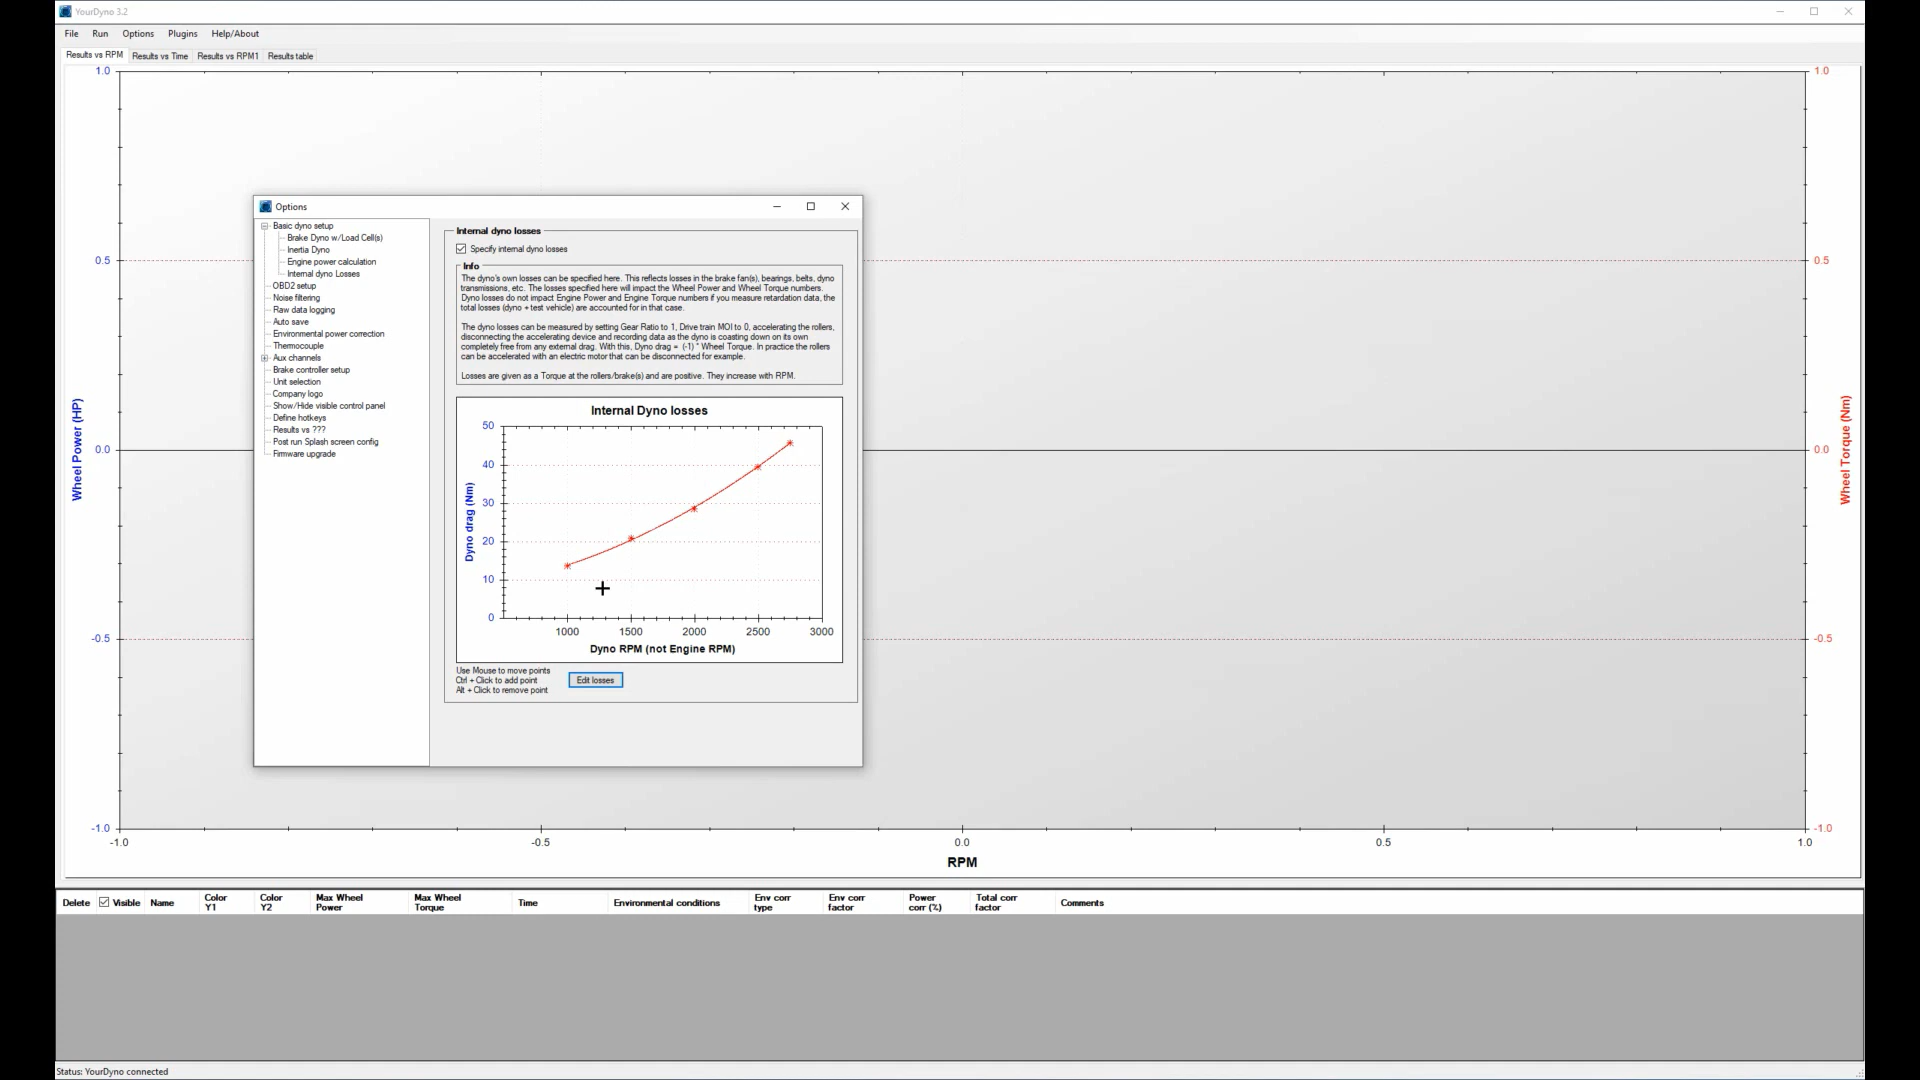 YourDyno 3.2
File Run Options Plugins Help/About
Results vs RPM Results vs Time Results vs RPM1 Results table
1.0
0.5
0.0
-0.5
-1.0
Wheel Power (HP)
1.0
0.5
0.0
-0.5
-1.0
Wheel Torque (Nm)
-1.0 -0.5 0.0 0.5 1.0
RPM
Options
Basic dyno setup
Brake Dyno w/Load Cell(s)
Inertia Dyno
Engine power calculation
Internal dyno Losses
OBD2 setup
Noise filtering
Raw data logging
Auto save
Environmental power correction
Thermocouple
Aux channels
Brake controller setup
Unit selection
Company logo
Show/Hide visible control panel
Define hotkeys
Results vs ???
Post run Splash screen config
Firmware upgrade
Internal dyno losses
Specify internal dyno losses
Info
The dyno's own losses can be specified here. This reflects losses in the brake fan(s), bearings, belts, dyno
transmissions, etc. The losses specified here will impact the Wheel Power and Wheel Torque numbers.
Dyno losses do not impact Engine Power and Engine Torque numbers if you measure retardation data, the
total losses (dyno + test vehicle) are accounted for in that case.
The dyno losses can be measured by setting Gear Ratio to 1, Drive train MOI to 0, accelerating the rollers,
disconnecting the accelerating device and recording data as the dyno is coasting down on its own
completely free from any external drag. With this, Dyno drag = (-1) * Wheel Torque. In practice the rollers
can be accelerated with an electric motor that can be disconnected for example.
Losses are given as a Torque at the rollers/brake(s) and are positive. They increase with RPM.
Internal Dyno losses
50
40
30
20
10
0
Dyno drag (Nm)
1000 1500 2000 2500 3000
Dyno RPM (not Engine RPM)
Use Mouse to move points
Ctrl + Click to add point
Alt + Click to remove point
Edit losses
Delete Visible Name Color Y1 Color Y2 Max Wheel Power Max Wheel Torque Time Environmental conditions Env corr type Env corr factor Power corr (%) Total corr factor Comments
Status: YourDyno connected